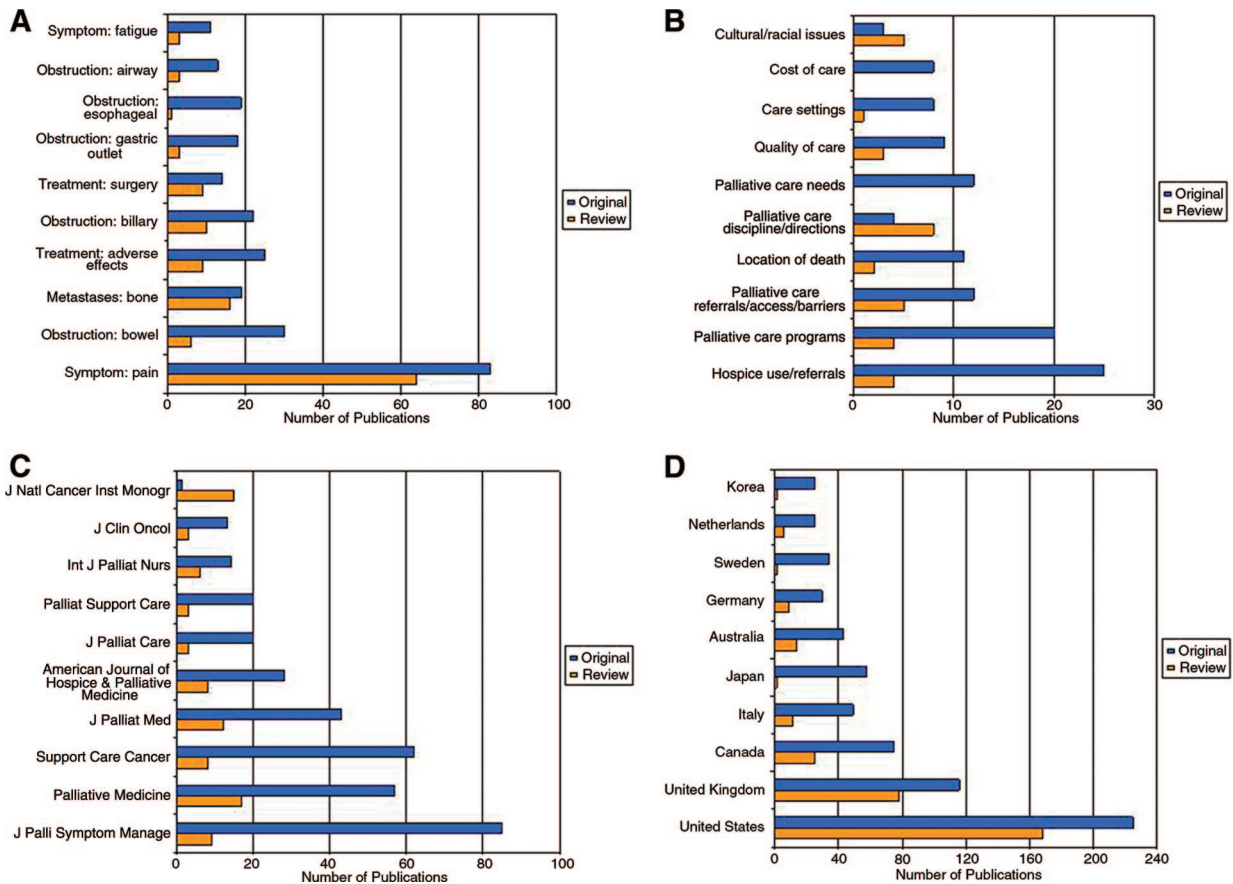 A
Symptom: fatigue
Obstruction: airway
Obstruction:
esophageal
Obstruction: gastric
outlet
Treatment: surgery
Obstruction: billary
Treatment: adverse
effects
Metastases: bone
Obstruction: bowel
Symptom: pain
0 20 40 60 80 100
Number of Publications
Original
Review
B
Cultural/racial issues
Cost of care
Care settings
Quality of care
Palliative care needs
Palliative care
discipline/directions
Location of death
Palliative care
referrals/access/barriers
Palliative care programs
Hospice use/referrals
0 10 20 30
Number of Publications
Original
Review
C
J Natl Cancer Inst Monogr
J Clin Oncol
Int J Palliat Nurs
Palliat Support Care
J Palliat Care
American Journal of
Hospice & Palliative
Medicine
J Palliat Med
Support Care Cancer
Palliative Medicine
J Palli Symptom Manage
0 20 40 60 80 100
Number of Publications
Original
Review
D
Korea
Netherlands
Sweden
Germany
Australia
Japan
Italy
Canada
United Kingdom
United States
0 40 80 120 160 200 240
Number of Publications
Original
Review